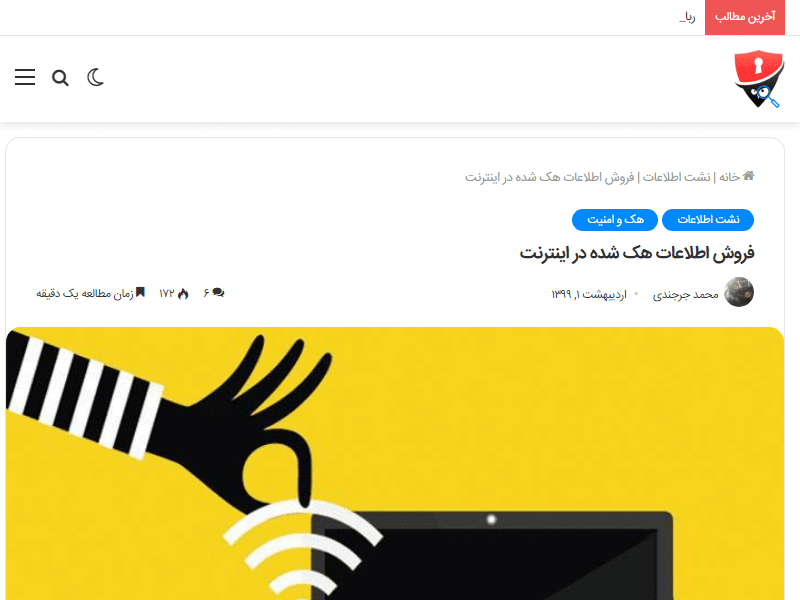 آخرین مطالب ربا_
خانه | نشت اطلاعات | فروش اطلاعات هک شده در اینترنت
نشت اطلاعات هک و امنیت
فروش اطلاعات هک شده در اینترنت
محمد جرجندی • اردیبهشت ۱, ۱۳۹۹ ۶ ۱۷۲ زمان مطالعه یک دقیقه